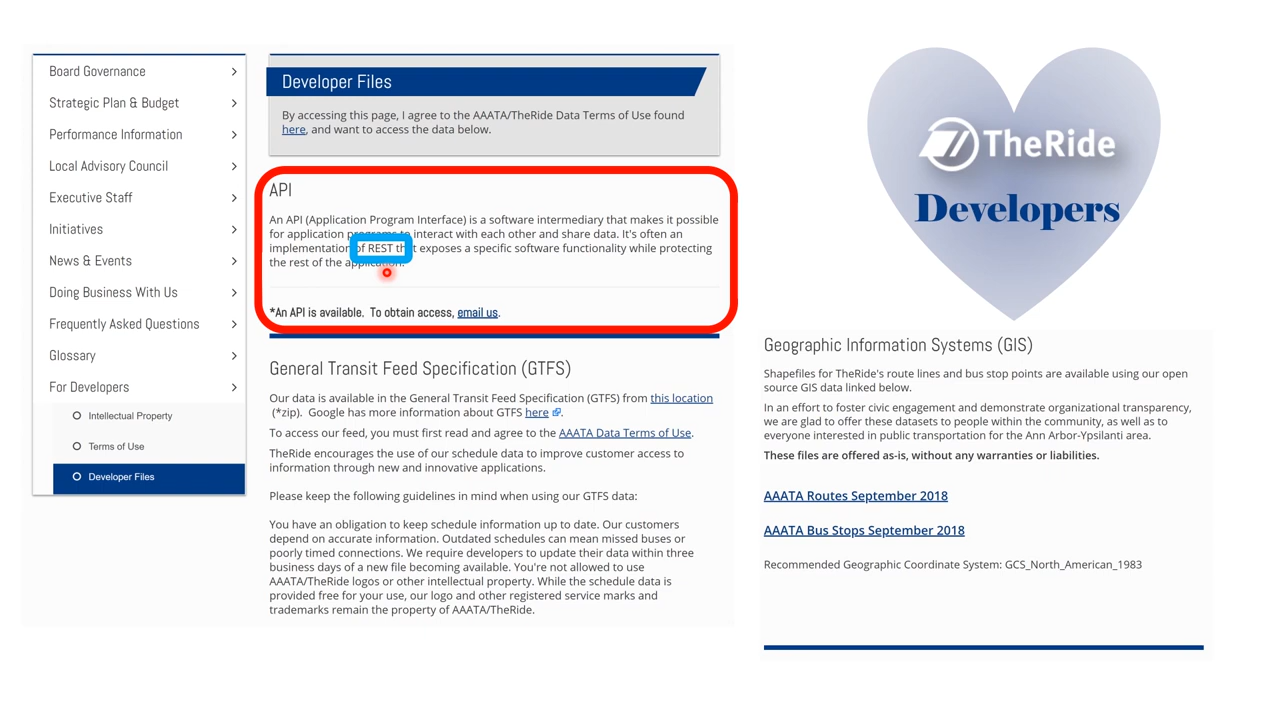 Board Governance
Strategic Plan & Budget
Performance Information
Local Advisory Council
Executive Staff
Initiatives
News & Events
Doing Business With Us
Frequently Asked Questions
Glossary
For Developers
Intellectual Property
Terms of Use
Developer Files
Developer Files
By accessing this page, I agree to the AAATA/TheRide Data Terms of Use found
here, and want to access the data below.
API
An API (Application Program Interface) is a software intermediary that makes it possible
for application programs to interact with each other and share data. It's often an
implementation of REST that exposes a specific software functionality while protecting
the rest of the application.
*An API is available. To obtain access, email us.
General Transit Feed Specification (GTFS)
Our data is available in the General Transit Feed Specification (GTFS) from this location
(*zip). Google has more information about GTFS here
To access our feed, you must first read and agree to the AAATA Data Terms of Use.
TheRide encourages the use of our schedule data to improve customer access to
information through new and innovative applications.
Please keep the following guidelines in mind when using our GTFS data:
You have an obligation to keep schedule information up to date. Our customers
depend on accurate information. Outdated schedules can mean missed buses or
poorly timed connections. We require developers to update their data within three
business days of a new file becoming available. You're not allowed to use
AAATA/TheRide logos or other intellectual property. While the schedule data is
provided free for your use, our logo and other registered service marks and
trademarks remain the property of AAATA/TheRide.
TheRide
Developers
Geographic Information Systems (GIS)
Shapefiles for TheRide's route lines and bus stop points are available using our open
source GIS data linked below.
In an effort to foster civic engagement and demonstrate organizational transparency,
we are glad to offer these datasets to people within the community, as well as to
everyone interested in public transportation for the Ann Arbor-Ypsilanti area.
These files are offered as-is, without any warranties or liabilities.
AAATA Routes September 2018
AAATA Bus Stops September 2018
Recommended Geographic Coordinate System: GCS_North_American_1983